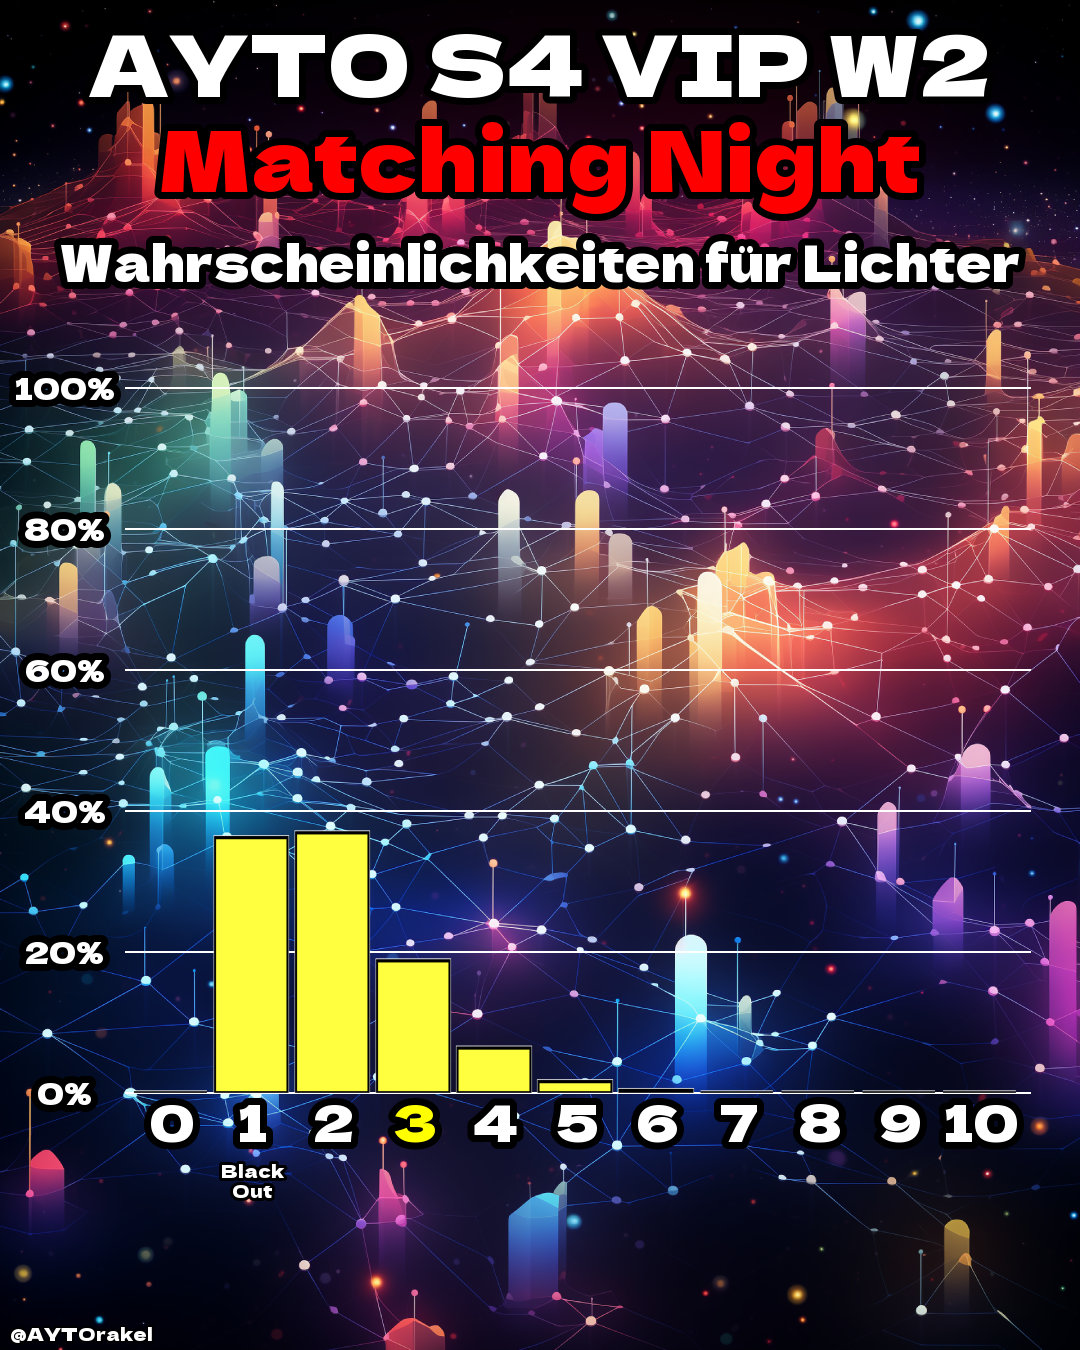 AYTO S4 VIP W2
Matching Night
Wahrscheinlichkeiten für Lichter
100%
80%
60%
40%
20%
0%
0 1 2 3 4 5 6 7 8 9 10
Black
Out
@AYTOrakel